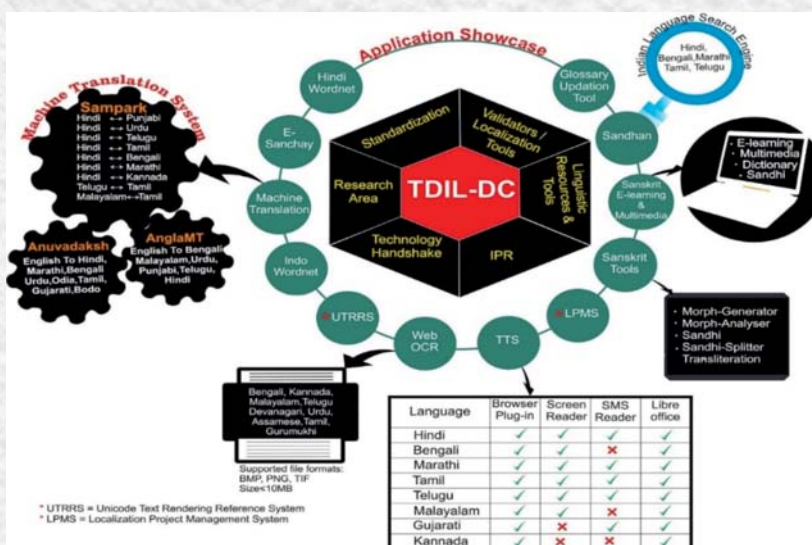 Application Showcase
Indian Language Search Engine
Hindi,
Bengali,Marathi
Tamil, Telugu
Machine Translation System
Sampark
Hindi ↔ Punjabi
Hindi ↔ Urdu
Hindi ↔ Telugu
Hindi ↔ Tamil
Hindi ↔ Bengali
Hindi ↔ Marathi
Hindi ↔ Kannada
Telugu ↔ Tamil
Malayalam↔Tamil
Anuvadaksh
English To Hindi,
Marathi,Bengali
Urdu,Odia,Tamil,
Gujarati,Bodo
AnglaMT
English To Bengali
Malayalam,Urdu,
Punjabi,Telugu,
Hindi
Hindi
Wordnet
E-
Sanchay
Machine
Translation
Indo
Wordnet
*UTRRS
Web
OCR
TTS
*LPMS
Sanskrit
Tools
Sanskrit
E-learning
&
Multimedia
Sandhan
Glossary
Updation
Tool
Standardization
Validators /
Localization
Tools
Research
Area
TDIL-DC
Linguistic
Resources &
Tools
Technology
Handshake
IPR
• E-learning
• Multimedia
• Dictionary
• Sandhi
• Morph-Generator
• Morph-Analyser
• Sandhi
• Sandhi-Splitter
Transliteration
Bengali, Kannada,
Malayalam,Telugu
Devanagari, Urdu,
Assamese,Tamil,
Gurumukhi
Supported file formats:
BMP, PNG, TIF
Size<10MB
* UTRRS = Unicode Text Rendering Reference System
* LPMS = Localization Project Management System
Language Browser Plug-in Screen Reader SMS Reader Libre office
Hindi ✓ ✓ ✓ ✓
Bengali ✓ ✓ × ✓
Marathi ✓ ✓ ✓ ✓
Tamil ✓ ✓ ✓ ✓
Telugu ✓ ✓ ✓ ✓
Malayalam ✓ ✓ × ✓
Gujarati ✓ × ✓ ✓
Kannada ✓ × × ✓